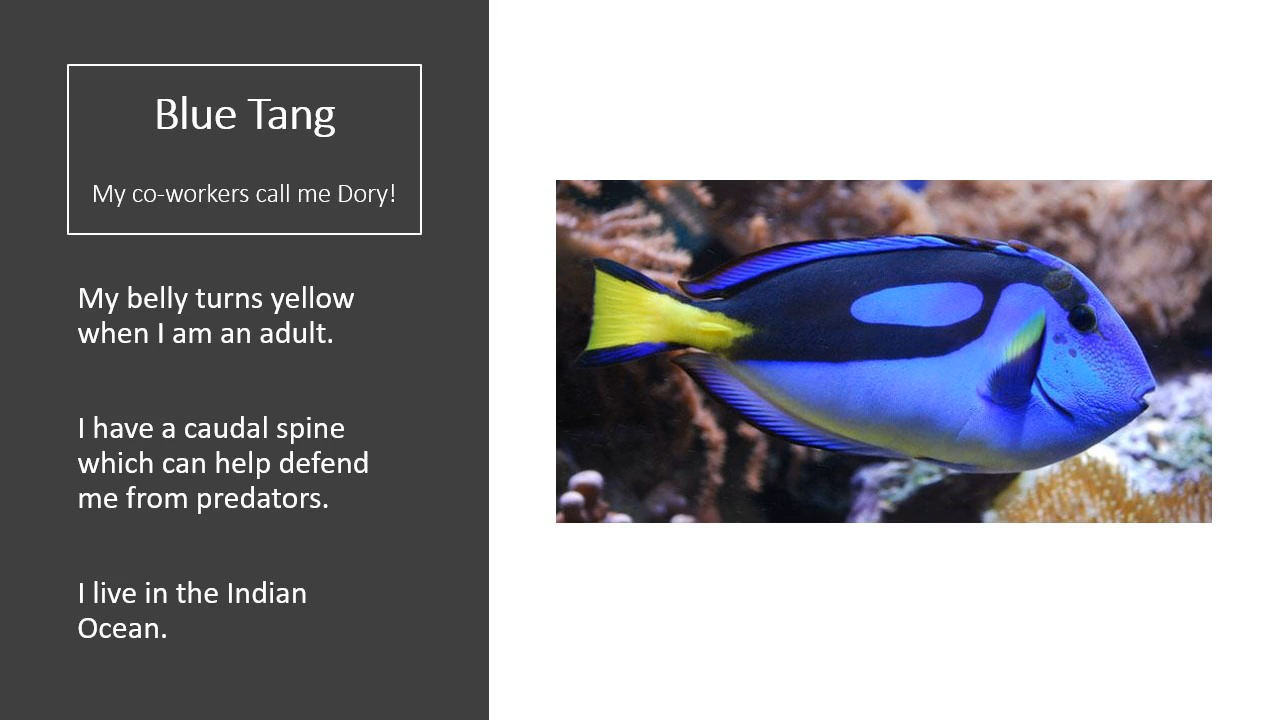 Blue Tang
My co-workers call me Dory!
My belly turns yellow
when I am an adult.
I have a caudal spine
which can help defend
me from predators.
I live in the Indian
Ocean.